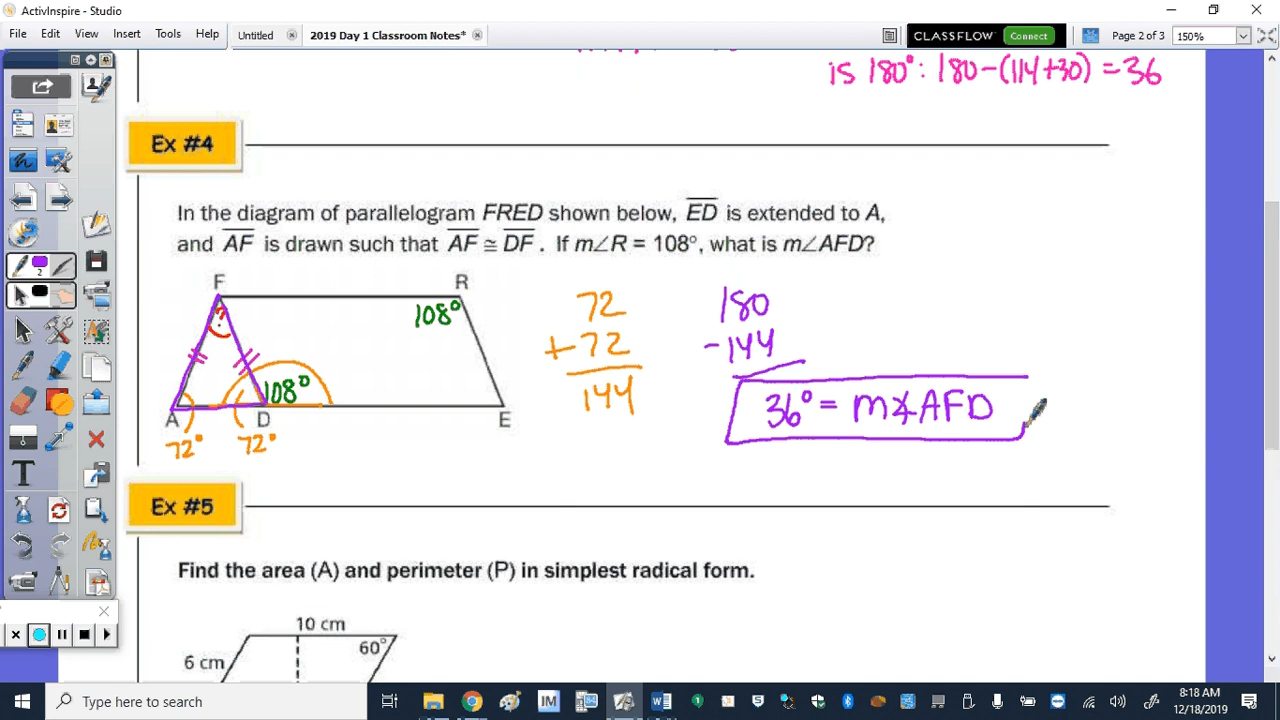 ActivInspire - Studio
File Edit View Insert Tools Help Untitled 2019 Day 1 Classroom Notes* CLASSFLOW Connect Page 2 of 3 150%
is 180°: 180-(114+30) =36
Ex #4
In the diagram of parallelogram FRED shown below, ED is extended to A,
and AF is drawn such that AF ≅ DF . If m∠R = 108°, what is m∠AFD?
F R
108°
?
108°
A D E
72° 72°
72
+72
144
180
-144
36° = m∡AFD
Ex #5
Find the area (A) and perimeter (P) in simplest radical form.
10 cm
60°
6 cm
2
T
Type here to search
8:18 AM
12/18/2019